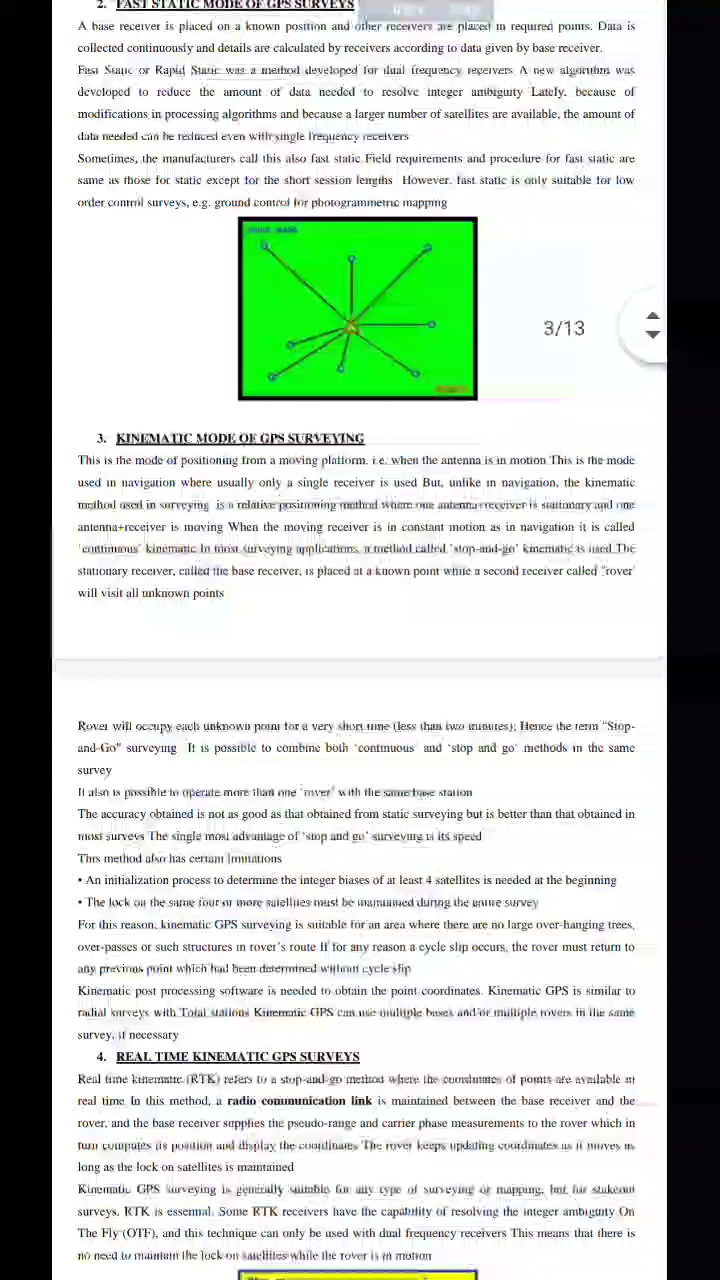 2. FAST STATIC MODE OF GPS SURVEYS
A base receiver is placed on a known position and other receivers are placed in required points. Data is
collected continuously and details are calculated by receivers according to data given by base receiver.
Fast Static or Rapid Static was a method developed for dual frequency receivers A new algorithm was
developed to reduce the amount of data needed to resolve integer ambiguity Lately, because of
modifications in processing algorithms and because a larger number of satellites are available, the amount of
data needed can be reduced even with single frequency receivers
Sometimes, the manufacturers call this also fast static Field requirements and procedure for fast static are
same as those for static except for the short session lengths However, fast static is only suitable for low
order control surveys, e.g. ground control for photogrammetric mapping
3/13
3. KINEMATIC MODE OF GPS SURVEYING
This is the mode of positioning from a moving platform, i.e. when the antenna is in motion This is the mode
used in navigation where usually only a single receiver is used But, unlike in navigation, the kinematic
method used in surveying is a relative positioning method where one antenna+receiver is stationary and one
antenna+receiver is moving When the moving receiver is in constant motion as in navigation it is called
'continuous' kinematic In most surveying applications, a method called 'stop-and-go' kinematic is used The
stationary receiver, called the base receiver, is placed at a known point while a second receiver called "rover'
will visit all unknown points
Rover will occupy each unknown point for a very short time (less than two minutes); Hence the term "Stop-
and-Go" surveying It is possible to combine both 'continuous' and 'stop and go' methods in the same
survey
It also is possible to operate more than one 'rover' with the same base station
The accuracy obtained is not as good as that obtained from static surveying but is better than that obtained in
most surveys The single most advantage of 'stop and go' surveying is its speed
This method also has certain limitations
• An initialization process to determine the integer biases of at least 4 satellites is needed at the beginning
• The lock on the same four or more satellites must be maintained during the entire survey
For this reason, kinematic GPS surveying is suitable for an area where there are no large over-hanging trees,
over-passes or such structures in rover's route If for any reason a cycle slip occurs, the rover must return to
any previous point which had been determined without cycle slip
Kinematic post processing software is needed to obtain the point coordinates. Kinematic GPS is similar to
radial surveys with Total stations Kinematic GPS can use multiple bases and/or multiple rovers in the same
survey, if necessary
4. REAL TIME KINEMATIC GPS SURVEYS
Real time kinematic (RTK) refers to a stop-and-go method where the coordinates of points are available in
real time In this method, a radio communication link is maintained between the base receiver and the
rover, and the base receiver supplies the pseudo-range and carrier phase measurements to the rover which in
turn computes its position and display the coordinates The rover keeps updating coordinates as it moves as
long as the lock on satellites is maintained
Kinematic GPS surveying is generally suitable for any type of surveying or mapping, but for stakeout
surveys, RTK is essential. Some RTK receivers have the capability of resolving the integer ambiguity On
The Fly (OTF), and this technique can only be used with dual frequency receivers This means that there is
no need to maintain the lock on satellites while the rover is in motion